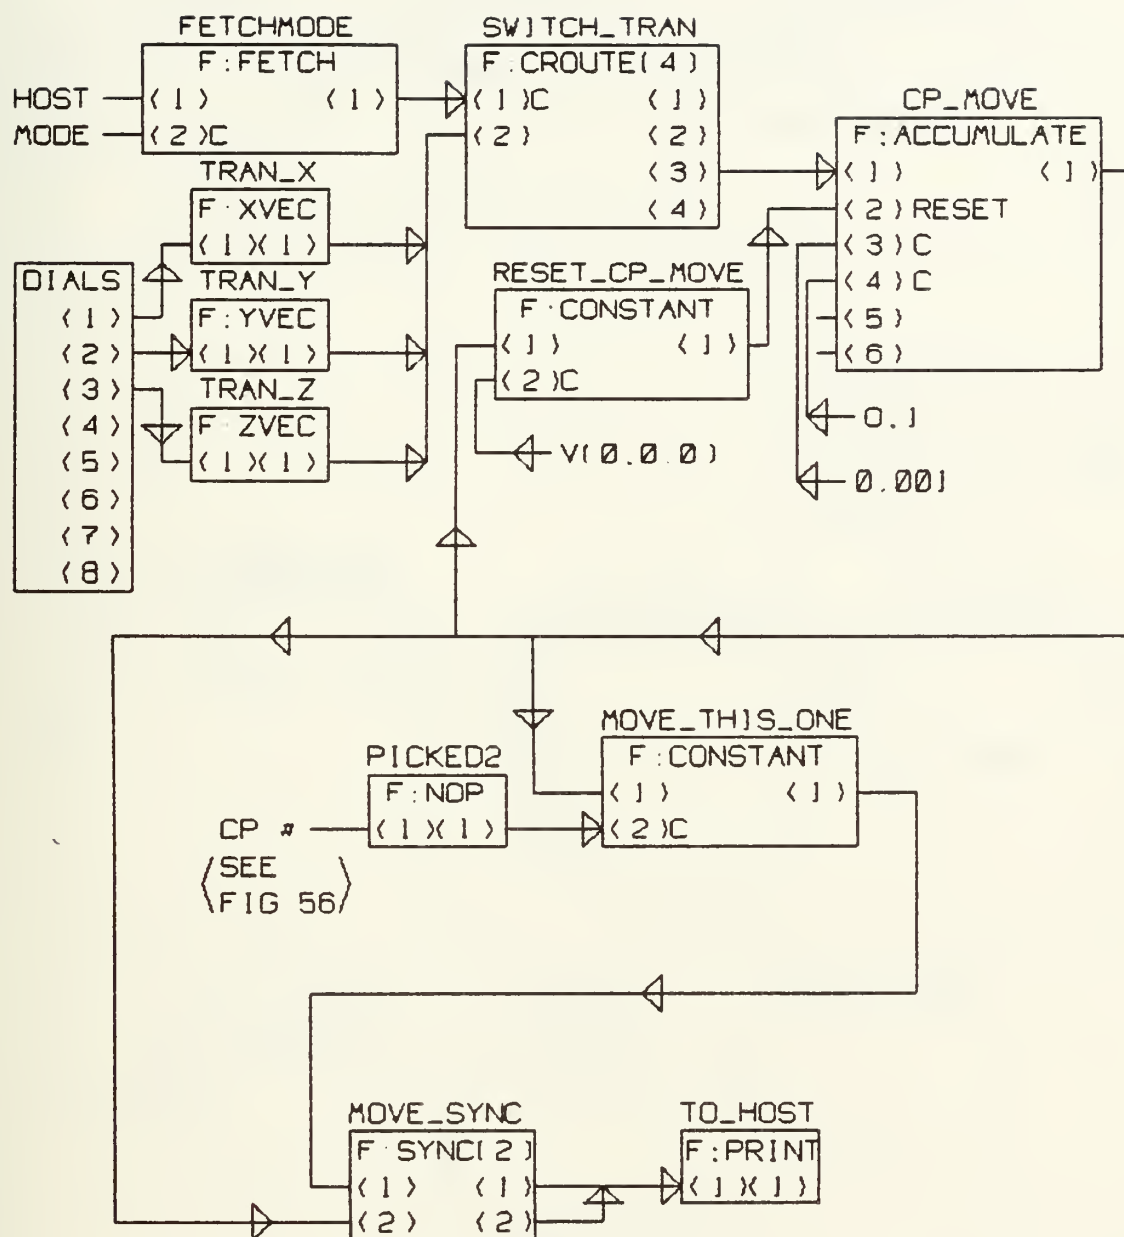 FETCHMODE
F:FETCH
HOST
<1> <1>
MODE
<2>C
SWITCH_TRAN
F:CROUTE(4)
<1>C <1>
<2> <2>
<3>
<4>
CP_MOVE
F:ACCUMULATE
<1> <1>
<2> RESET
<3> C
<4> C
<5>
<6>
0.1
0.001
TRAN_X
F:XVEC
<1><1>
TRAN_Y
F:YVEC
<1><1>
TRAN_Z
F:ZVEC
<1><1>
DIALS
<1>
<2>
<3>
<4>
<5>
<6>
<7>
<8>
RESET_CP_MOVE
F:CONSTANT
<1> <1>
<2>C
V(0,0,0)
MOVE_THIS_ONE
F:CONSTANT
<1> <1>
<2>C
PICKED2
F:NOP
CP # <1><1>
<SEE
FIG 56>
MOVE_SYNC
F:SYNC(2)
<1> <1>
<2> <2>
TO_HOST
F:PRINT
<1><1>